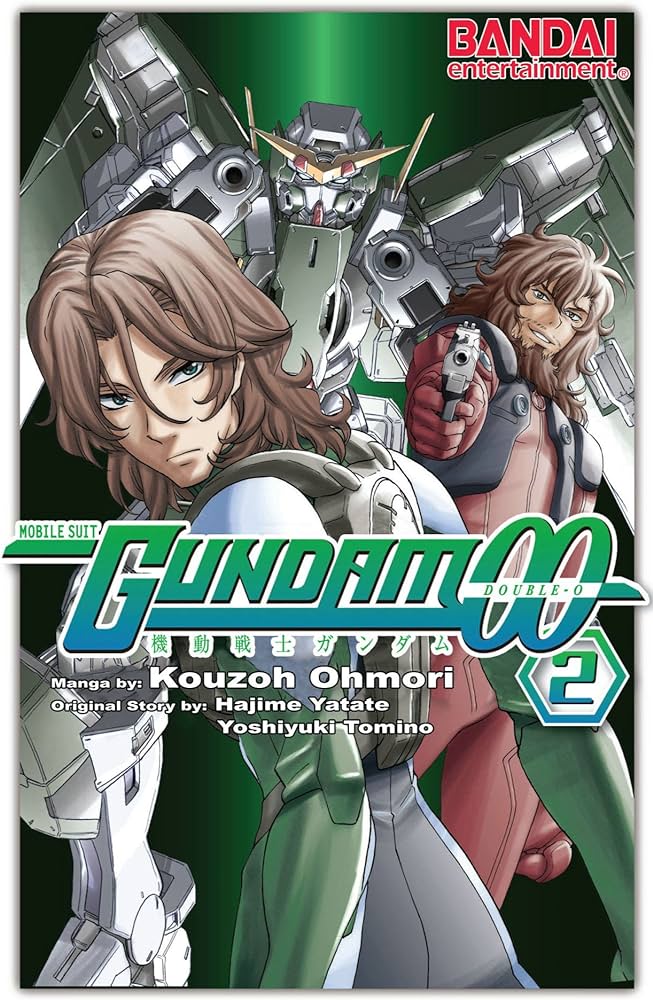 BANDAI
entertainment®
MOBILE SUIT
GUNDAM 00
DOUBLE-O
機動戦士ガンダム
2
Manga by: Kouzoh Ohmori
Original Story by: Hajime Yatate
Yoshiyuki Tomino